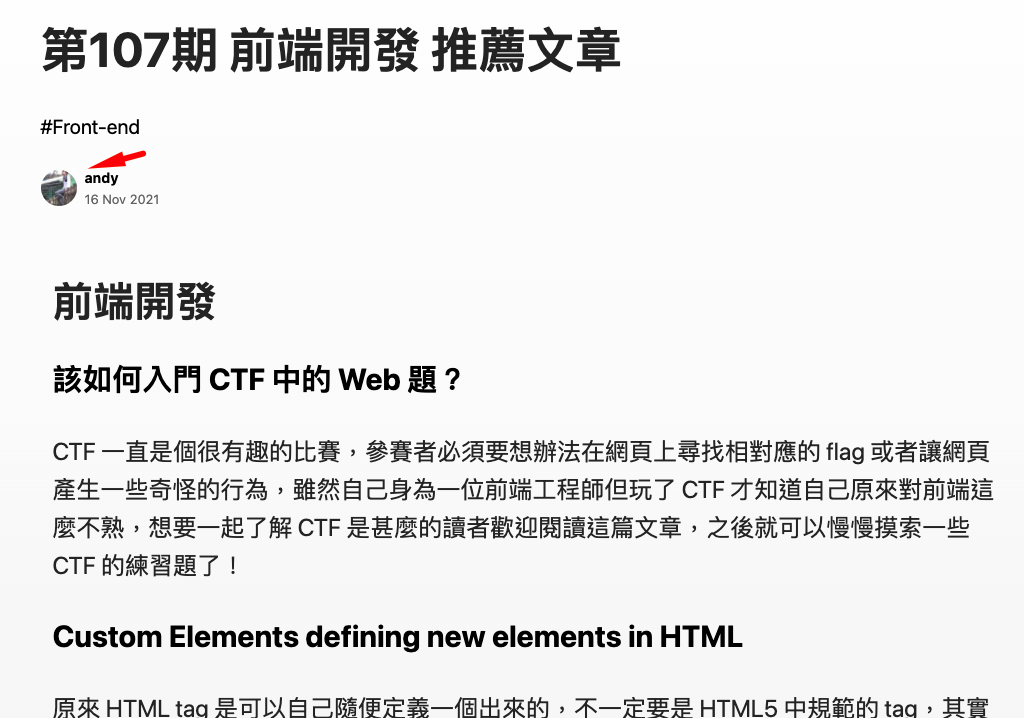 第107期 前端開發 推薦文章
#Front-end
andy
16 Nov 2021
前端開發
該如何入門 CTF 中的 Web 題？
CTF 一直是個很有趣的比賽，參賽者必須要想辦法在網頁上尋找相對應的 flag 或者讓網頁
產生一些奇怪的行為，雖然自己身為一位前端工程師但玩了 CTF 才知道自己原來對前端這
麼不熟，想要一起了解 CTF 是甚麼的讀者歡迎閱讀這篇文章，之後就可以慢慢摸索一些
CTF 的練習題了！
Custom Elements defining new elements in HTML
原來 HTML tag 是可以自己隨便定義一個出來的，不一定要是 HTML5 中規範的 tag，其實